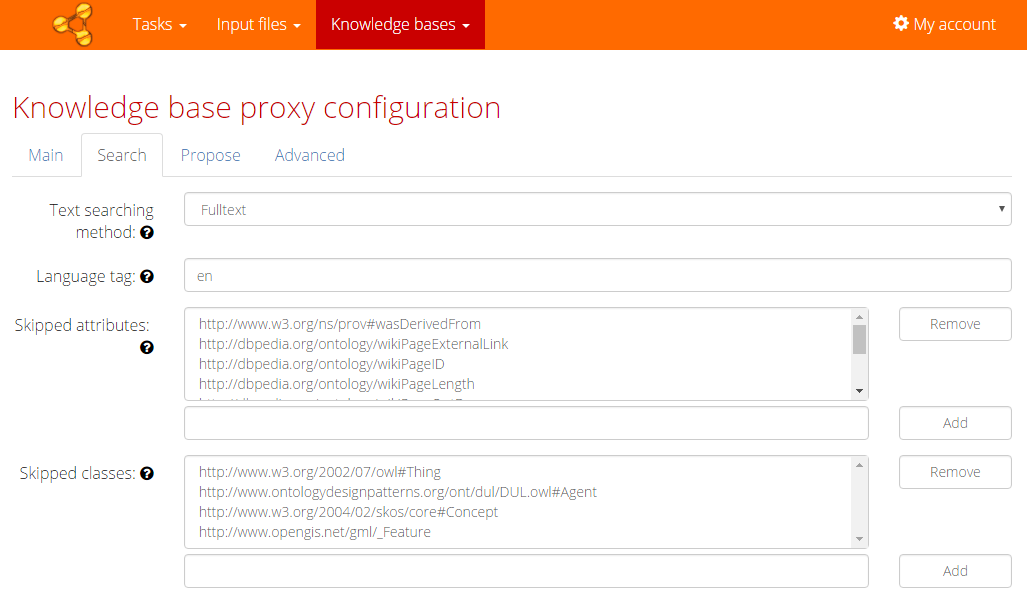 Tasks Input files Knowledge bases My account
Knowledge base proxy configuration
Main Search Propose Advanced
Text searching
method:
Fulltext
Language tag: en
Skipped attributes:
http://www.w3.org/ns/prov#wasDerivedFrom
http://dbpedia.org/ontology/wikiPageExternalLink
http://dbpedia.org/ontology/wikiPageID
http://dbpedia.org/ontology/wikiPageLength
Remove
Add
Skipped classes:
http://www.w3.org/2002/07/owl#Thing
http://www.ontologydesignpatterns.org/ont/dul/DUL.owl#Agent
http://www.w3.org/2004/02/skos/core#Concept
http://www.opengis.net/gml/_Feature
Remove
Add